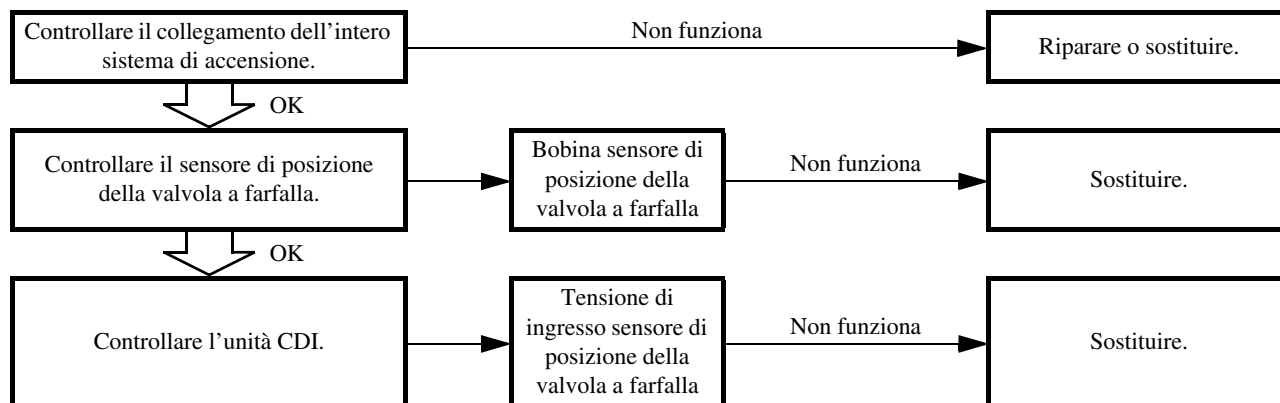 Controllare il collegamento dell'intero
sistema di accensione.
Non funziona
Riparare o sostituire.
OK
Controllare il sensore di posizione
della valvola a farfalla.
Bobina sensore di
posizione della
valvola a farfalla
Non funziona
Sostituire.
OK
Controllare l'unità CDI.
Tensione di
ingresso sensore di
posizione della
valvola a farfalla
Non funziona
Sostituire.